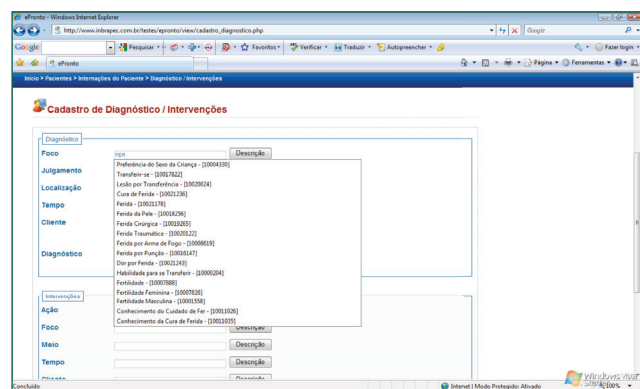 ePronto - Windows Internet Explorer
http://www.inbrapec.com.br/testes/epronto/view/cadastro_diagnostico.php
Google
Google
Pesquisar
Favoritos
Verificar
Traduzir
Autopreencher
Fazer login
ePronto
Página
Ferramentas
Início > Pacientes > Internações do Paciente > Diagnóstico / Intervenções
Cadastro de Diagnóstico / Intervenções
Diagnóstico
Foco
FER
Descrição
Preferência do Sexo da Criança - [10004330]
Julgamento
Transferir-se - [10017822]
Lesão por Transferência - [10020024]
Localização
Cura de Ferida - [10021236]
Ferida - [10021178]
Tempo
Ferida da Pele - [10018256]
Cliente
Ferida Cirúrgica - [10019265]
Ferida Traumática - [10020122]
Ferida por Arma de Fogo - [10008619]
Diagnóstico
Ferida por Punção - [10016147]
Dor por Ferida - [10021243]
Habilidade para se Transferir - [10000204]
Fertilidade - [10007888]
Intervenções
Fertilidade Feminina - [10007826]
Fertilidade Masculina - [10001558]
Ação
Conhecimento do Cuidado de Fer - [10011026]
Conhecimento da Cura de Ferida - [10011035]
Foco
Descrição
Meio
Descrição
Tempo
Descrição
Cliente
Descrição
Concluído
Internet | Modo Protegido: Ativado
100%
Windows Vista